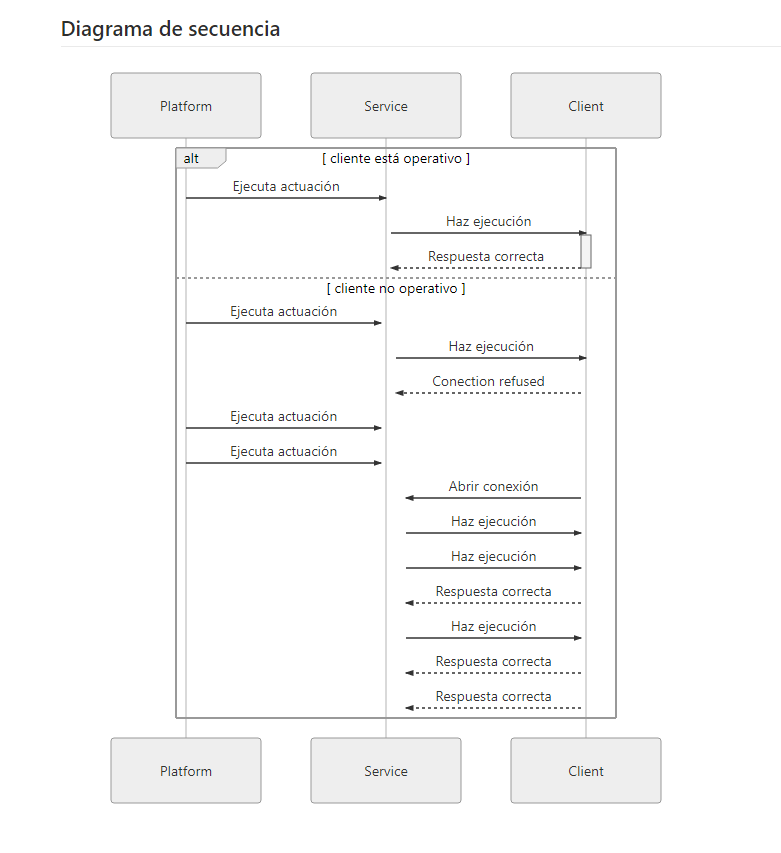 Diagrama de secuencia
Platform
Service
Client
alt
[ cliente está operativo ]
Ejecuta actuación
Haz ejecución
Respuesta correcta
[ cliente no operativo ]
Ejecuta actuación
Haz ejecución
Conection refused
Ejecuta actuación
Ejecuta actuación
Abrir conexión
Haz ejecución
Haz ejecución
Respuesta correcta
Haz ejecución
Respuesta correcta
Respuesta correcta
Platform
Service
Client